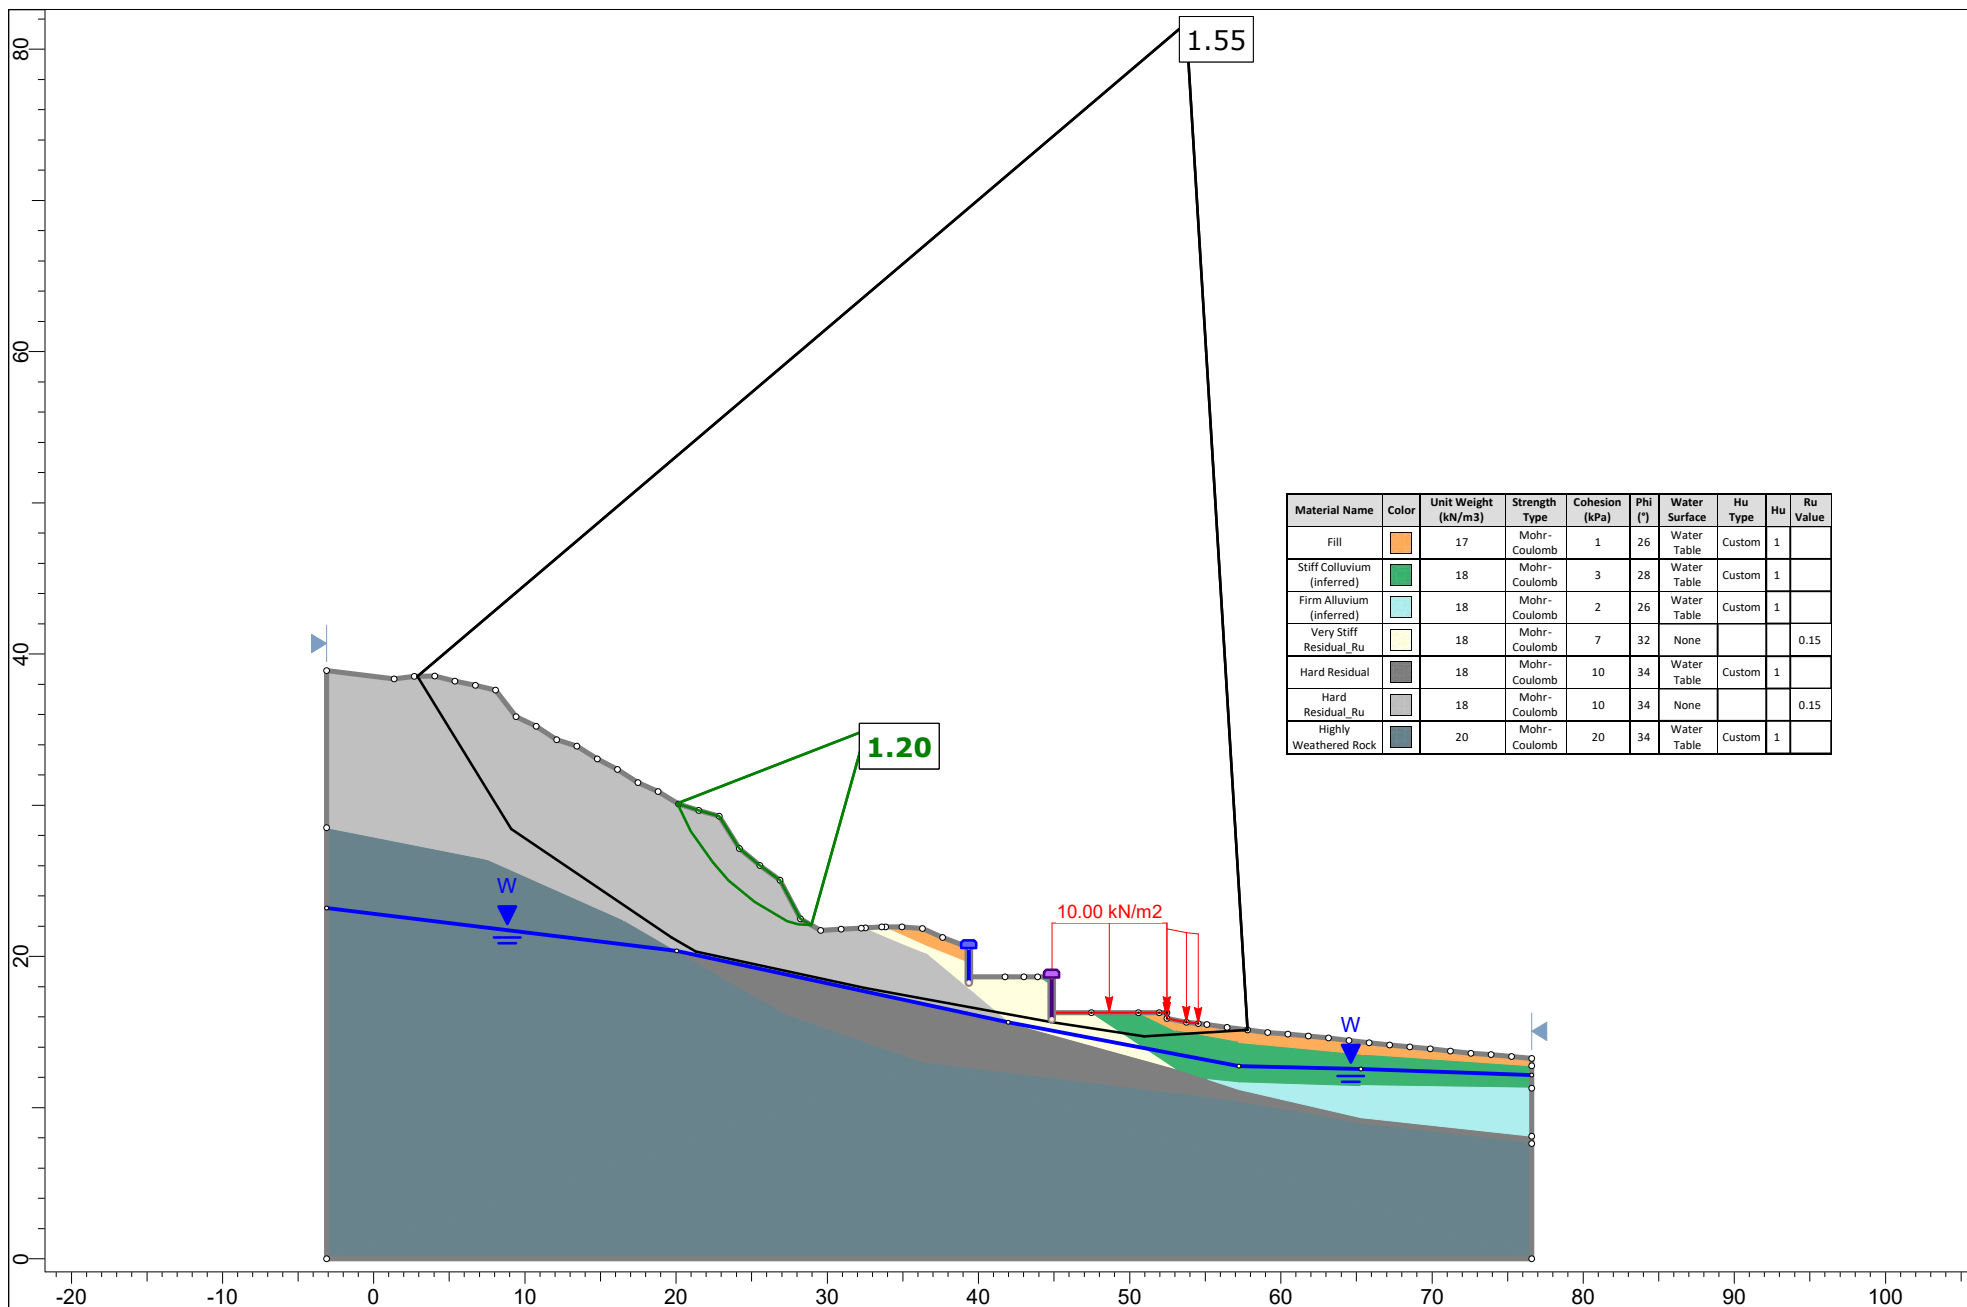 80
60
40
20
0
1.55
1.20
W
10.00 kN/m2
W
Material Name Color Unit Weight (kN/m3) Strength Type Cohesion (kPa) Phi (°) Water Surface Hu Type Hu Ru Value
Fill 17 Mohr-Coulomb 1 26 Water Table Custom 1
Stiff Colluvium (inferred) 18 Mohr-Coulomb 3 28 Water Table Custom 1
Firm Alluvium (inferred) 18 Mohr-Coulomb 2 26 Water Table Custom 1
Very Stiff Residual_Ru 18 Mohr-Coulomb 7 32 None 0.15
Hard Residual 18 Mohr-Coulomb 10 34 Water Table Custom 1
Hard Residual_Ru 18 Mohr-Coulomb 10 34 None 0.15
Highly Weathered Rock 20 Mohr-Coulomb 20 34 Water Table Custom 1
-20 -10 0 10 20 30 40 50 60 70 80 90 100